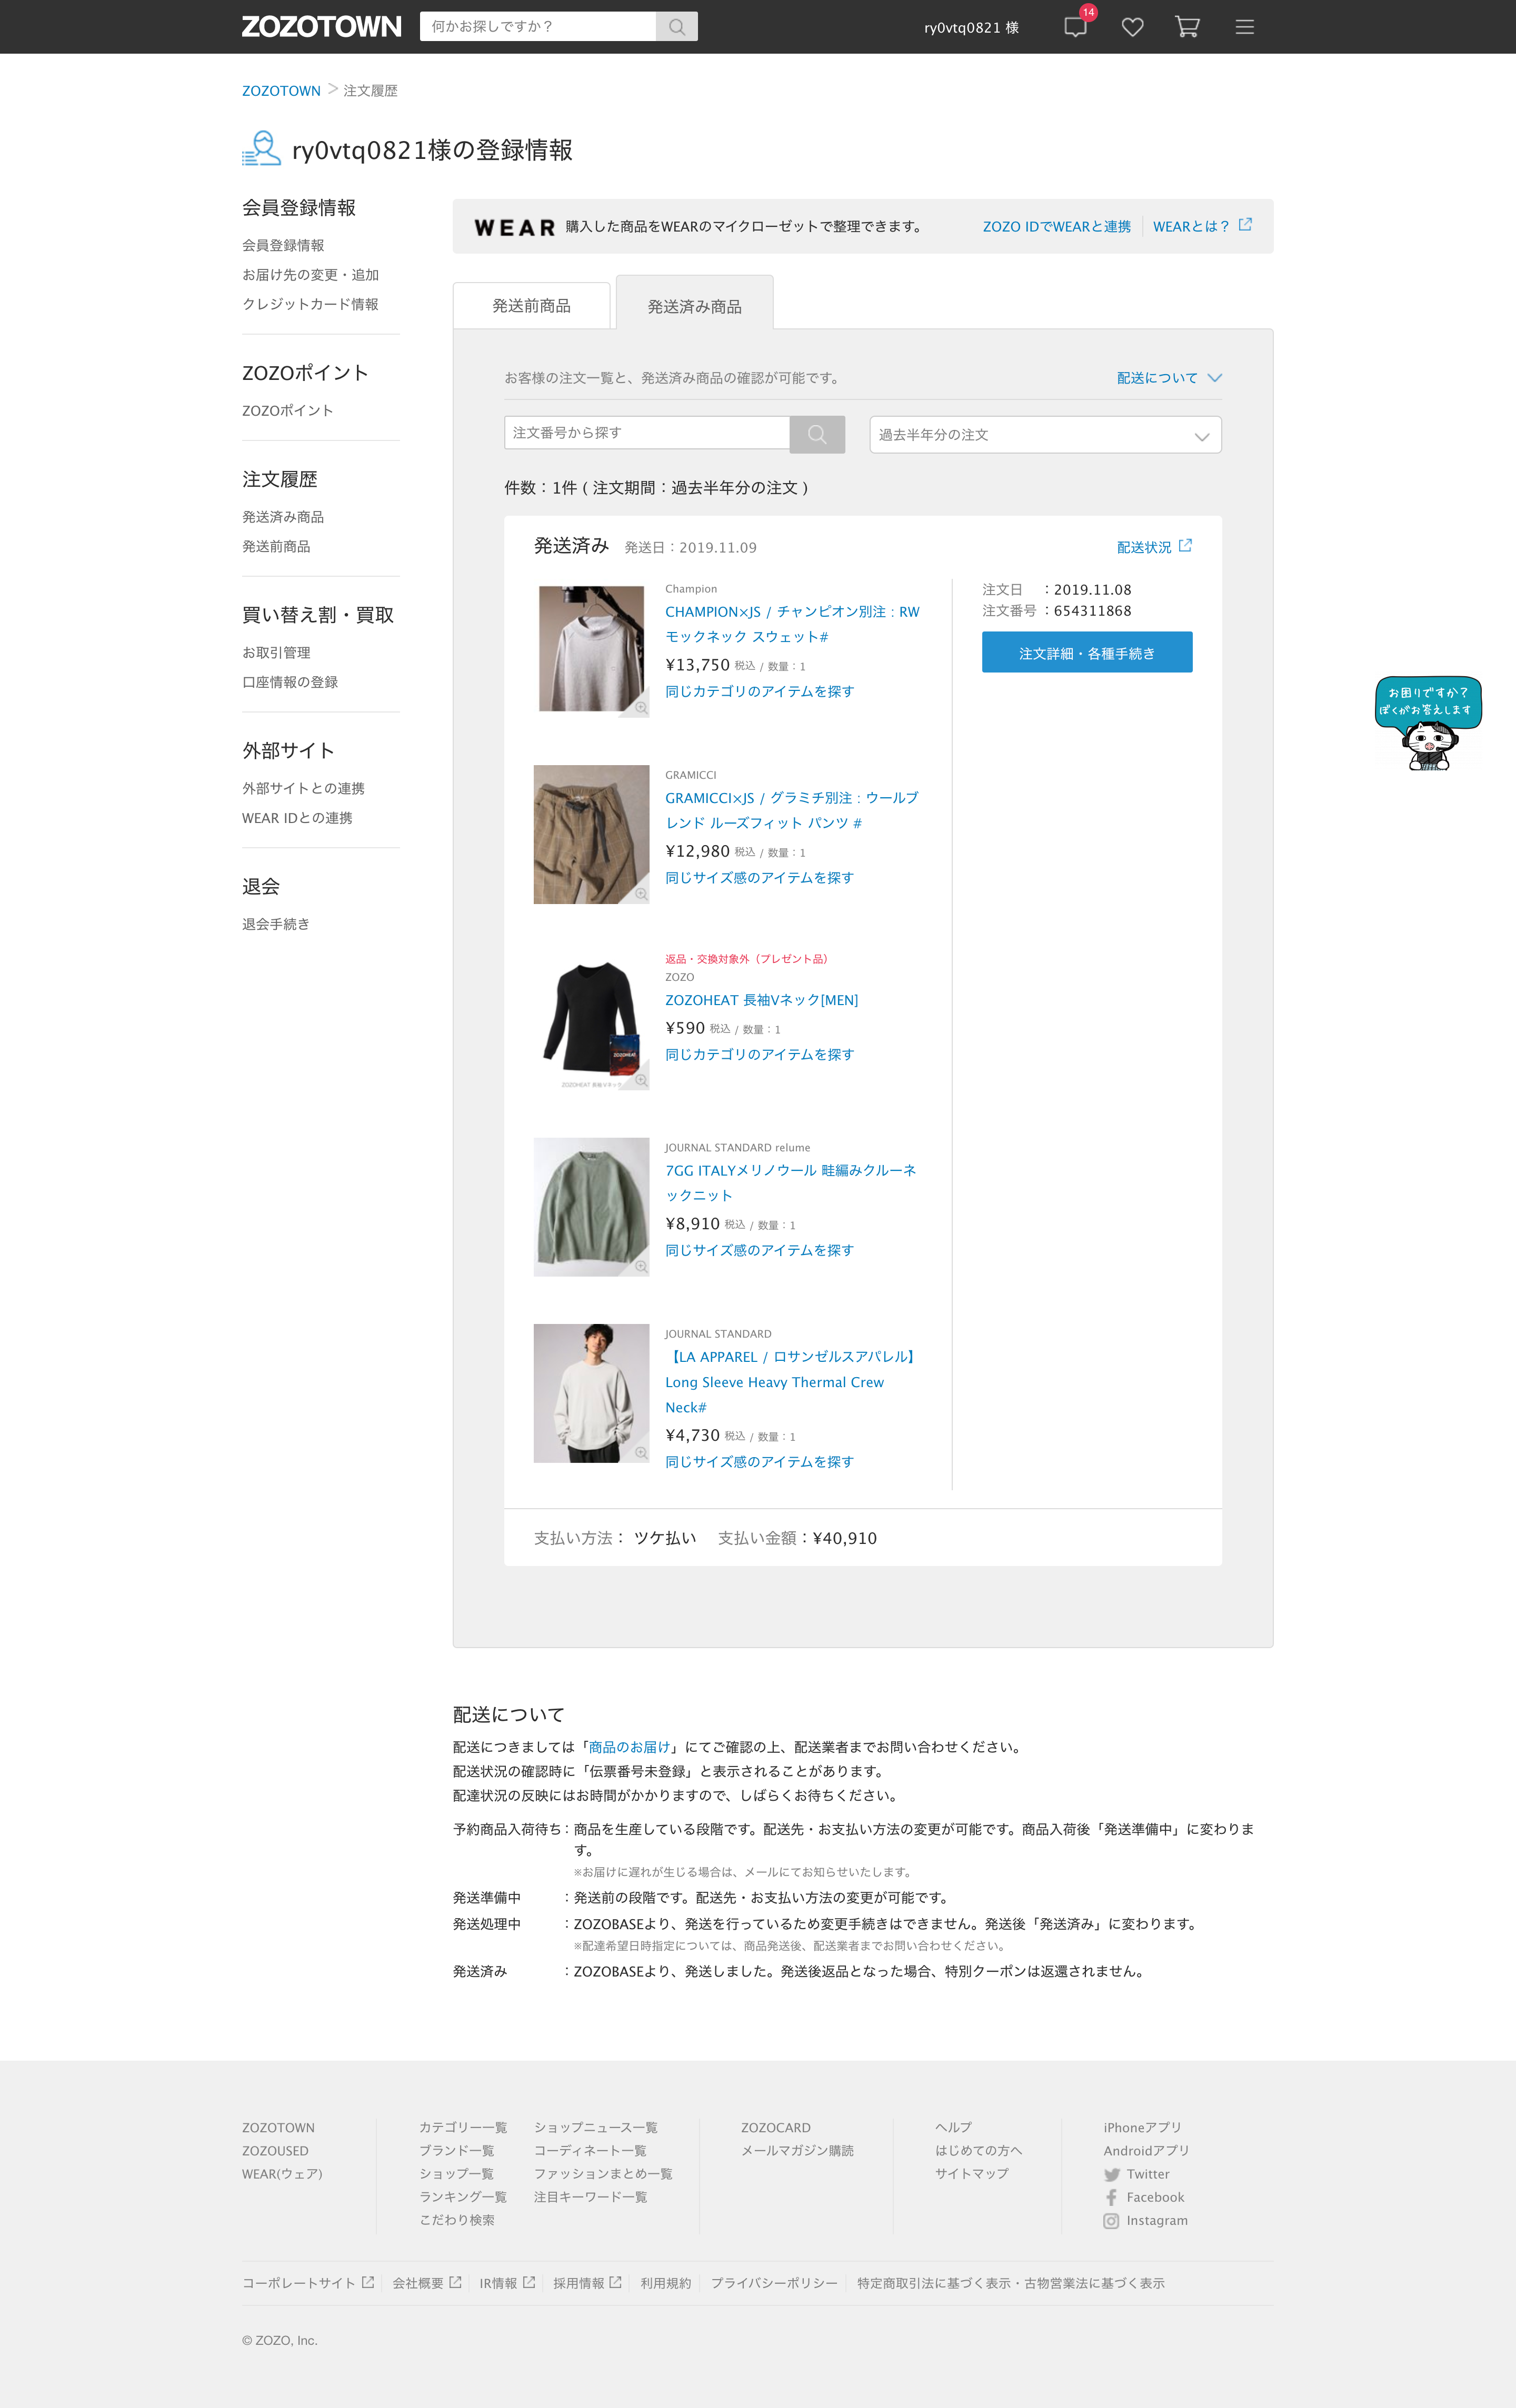 ZOZOTOWN
何かお探しですか？
ry0vtq0821 様
14
ZOZOTOWN > 注文履歴
ry0vtq0821様の登録情報
会員登録情報
会員登録情報
お届け先の変更・追加
クレジットカード情報
ZOZOポイント
ZOZOポイント
注文履歴
発送済み商品
発送前商品
買い替え割・買取
お取引管理
口座情報の登録
外部サイト
外部サイトとの連携
WEAR IDとの連携
退会
退会手続き
WEAR 購入した商品をWEARのマイクローゼットで整理できます。
ZOZO IDでWEARと連携
WEARとは？
発送前商品
発送済み商品
お客様の注文一覧と、発送済み商品の確認が可能です。
配送について
注文番号から探す
過去半年分の注文
件数：1件 ( 注文期間：過去半年分の注文 )
発送済み 発送日：2019.11.09
配送状況
Champion
CHAMPION×JS / チャンピオン別注 : RW
モックネック スウェット#
¥13,750 税込 / 数量：1
同じカテゴリのアイテムを探す
注文日 ：2019.11.08
注文番号 ：654311868
注文詳細・各種手続き
GRAMICCI
GRAMICCI×JS / グラミチ別注 : ウールブ
レンド ルーズフィット パンツ #
¥12,980 税込 / 数量：1
同じサイズ感のアイテムを探す
返品・交換対象外（プレゼント品）
ZOZO
ZOZOHEAT 長袖Vネック[MEN]
¥590 税込 / 数量：1
同じカテゴリのアイテムを探す
ZOZOHEAT 長袖Vネック
JOURNAL STANDARD relume
7GG ITALYメリノウール 畦編みクルーネ
ックニット
¥8,910 税込 / 数量：1
同じサイズ感のアイテムを探す
JOURNAL STANDARD
【LA APPAREL / ロサンゼルスアパレル】
Long Sleeve Heavy Thermal Crew
Neck#
¥4,730 税込 / 数量：1
同じサイズ感のアイテムを探す
支払い方法： ツケ払い 支払い金額：¥40,910
お困りですか？
ぼくがお答えします
配送について
配送につきましては「商品のお届け」にてご確認の上、配送業者までお問い合わせください。
配送状況の確認時に「伝票番号未登録」と表示されることがあります。
配達状況の反映にはお時間がかかりますので、しばらくお待ちください。
予約商品入荷待ち：商品を生産している段階です。配送先・お支払い方法の変更が可能です。商品入荷後「発送準備中」に変わりま
す。
※お届けに遅れが生じる場合は、メールにてお知らせいたします。
発送準備中 ：発送前の段階です。配送先・お支払い方法の変更が可能です。
発送処理中 ：ZOZOBASEより、発送を行っているため変更手続きはできません。発送後「発送済み」に変わります。
※配達希望日時指定については、商品発送後、配送業者までお問い合わせください。
発送済み ：ZOZOBASEより、発送しました。発送後返品となった場合、特別クーポンは返還されません。
ZOZOTOWN
ZOZOUSED
WEAR(ウェア)
カテゴリー一覧
ブランド一覧
ショップ一覧
ランキング一覧
こだわり検索
ショップニュース一覧
コーディネート一覧
ファッションまとめ一覧
注目キーワード一覧
ZOZOCARD
メールマガジン購読
ヘルプ
はじめての方へ
サイトマップ
iPhoneアプリ
Androidアプリ
Twitter
Facebook
Instagram
コーポレートサイト 会社概要 IR情報 採用情報 利用規約 プライバシーポリシー 特定商取引法に基づく表示・古物営業法に基づく表示
© ZOZO, Inc.